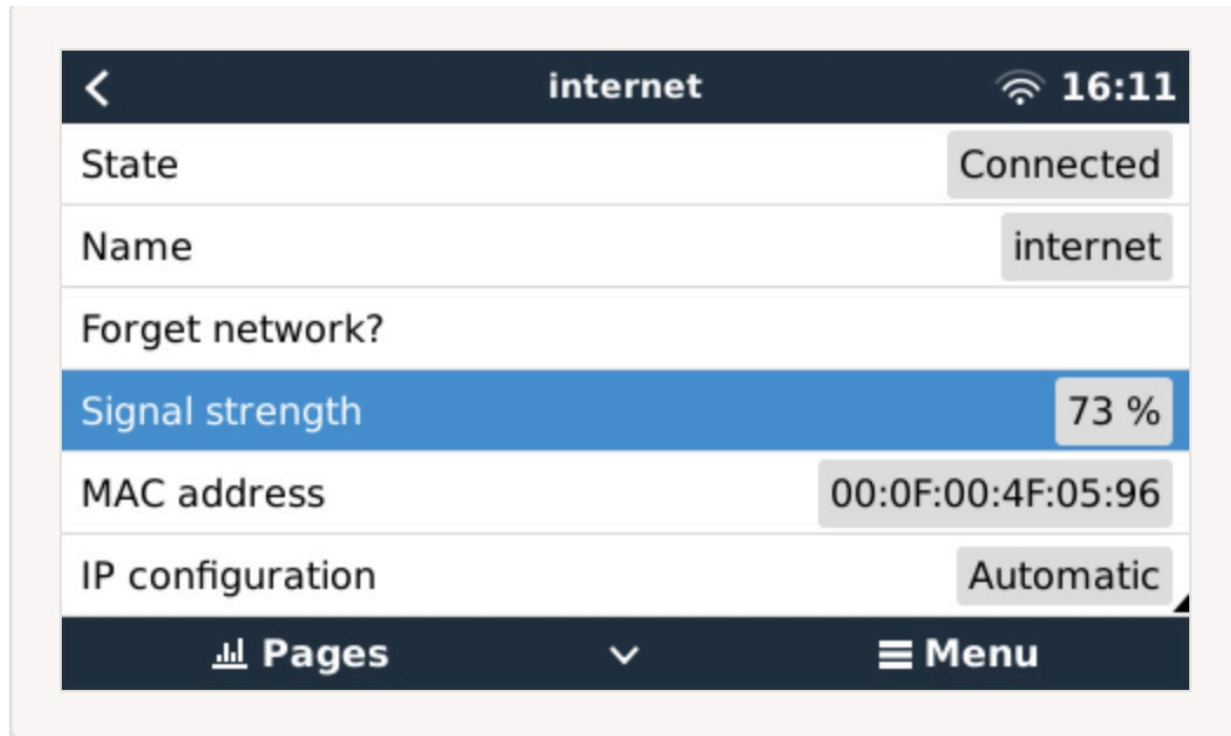 internet 16:11
State Connected
Name internet
Forget network?
Signal strength 73 %
MAC address 00:0F:00:4F:05:96
IP configuration Automatic
Pages Menu